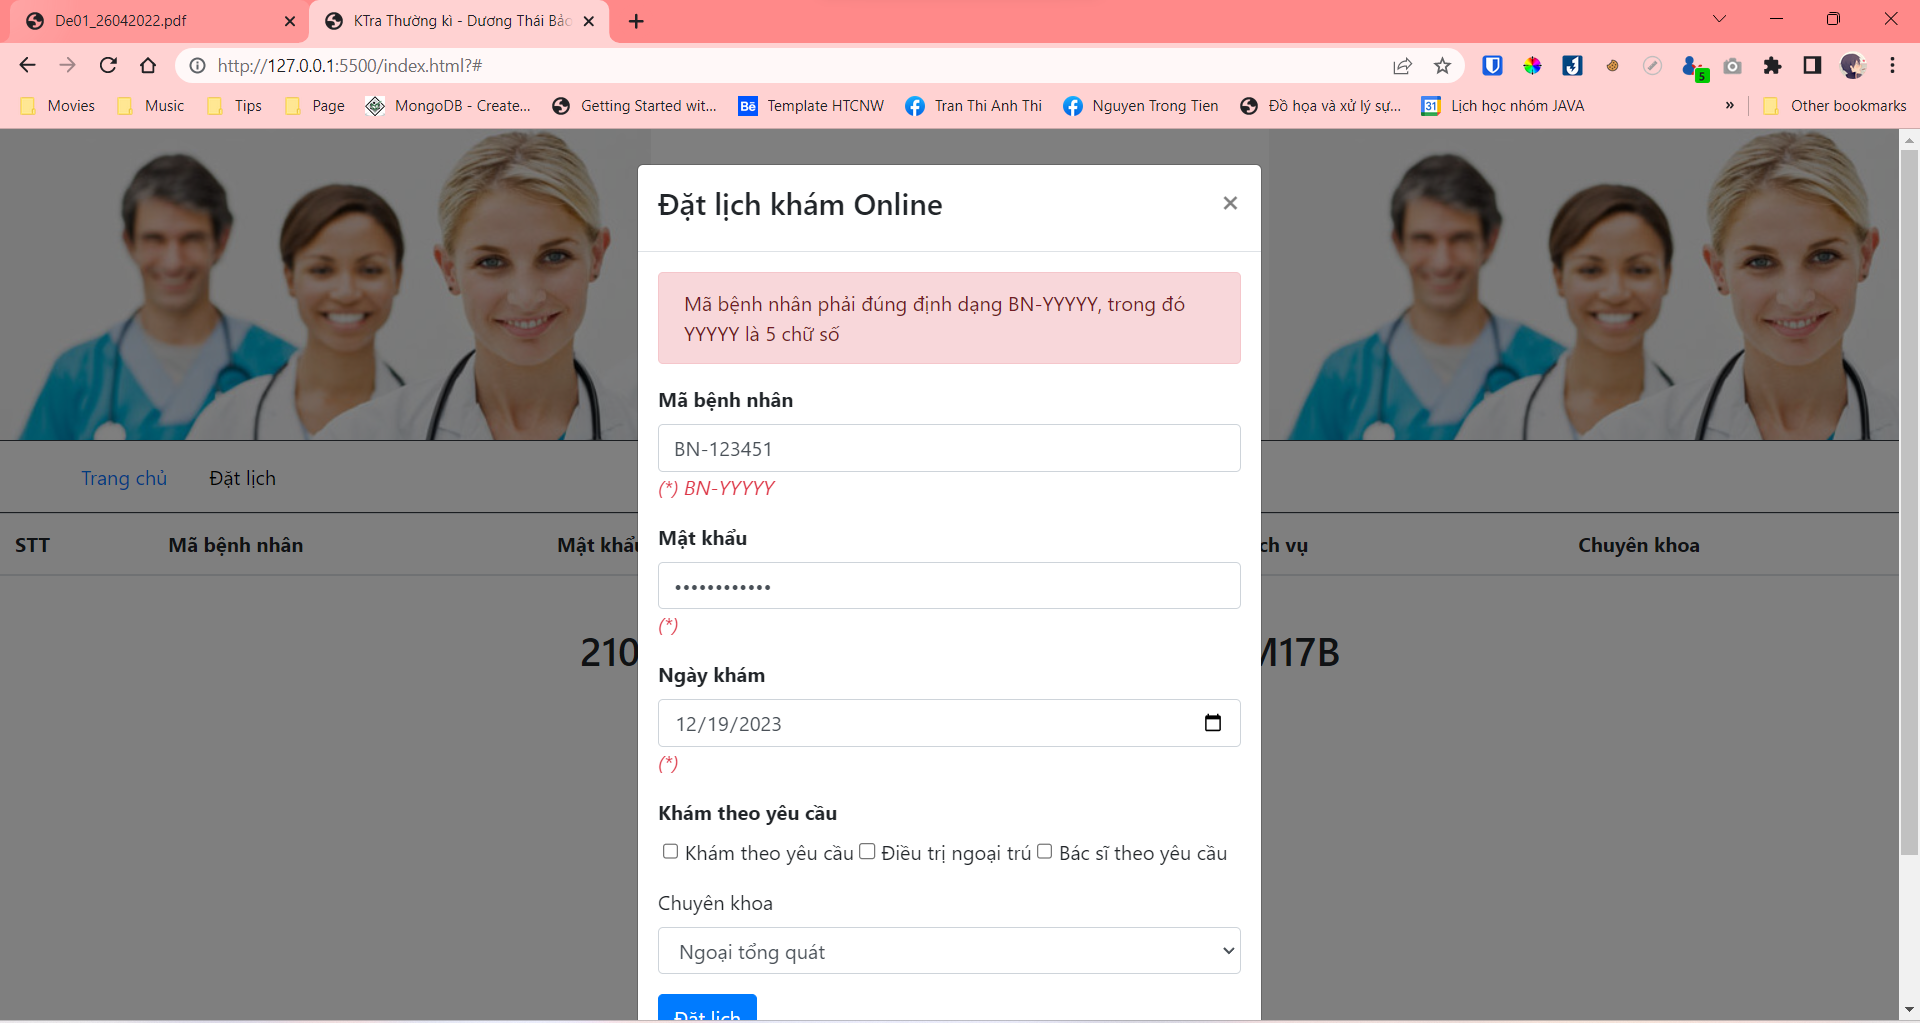 De01_26042022.pdf
KTra Thường kì - Dương Thái Bảo
http://127.0.0.1:5500/index.html?#
5
Movies
Music
Tips
Page
MongoDB - Create...
Getting Started wit...
Bē Template HTCNW
Tran Thi Anh Thi
Nguyen Trong Tien
Đồ họa và xử lý sự...
31 Lịch học nhóm JAVA
»
Other bookmarks
Đặt lịch khám Online ×
Mã bệnh nhân phải đúng định dạng BN-YYYYY, trong đó
YYYYY là 5 chữ số
Mã bệnh nhân
BN-123451
(*) BN-YYYYY
Mật khẩu
••••••••••••
(*)
Ngày khám
12/19/2023
(*)
Khám theo yêu cầu
Khám theo yêu cầu Điều trị ngoại trú Bác sĩ theo yêu cầu
Chuyên khoa
Ngoại tổng quát
Đặt lịch
Trang chủ Đặt lịch
STT Mã bệnh nhân Mật khẩu ch vụ Chuyên khoa
210 M17B